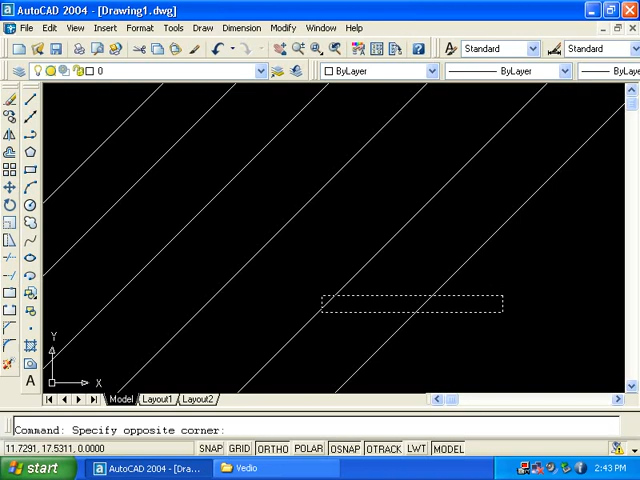 AutoCAD 2004 - [Drawing1.dwg]
File Edit View Insert Format Tools Draw Dimension Modify Window Help
Standard Standard
0 ByLayer ByLayer ByLay
Y
X
Model Layout1 Layout2
Command: Specify opposite corner:
11.7291, 17.5311, 0.0000 SNAP GRID ORTHO POLAR OSNAP OTRACK LWT MODEL
start AutoCAD 2004 - [Dra... Vedio 2:43 PM